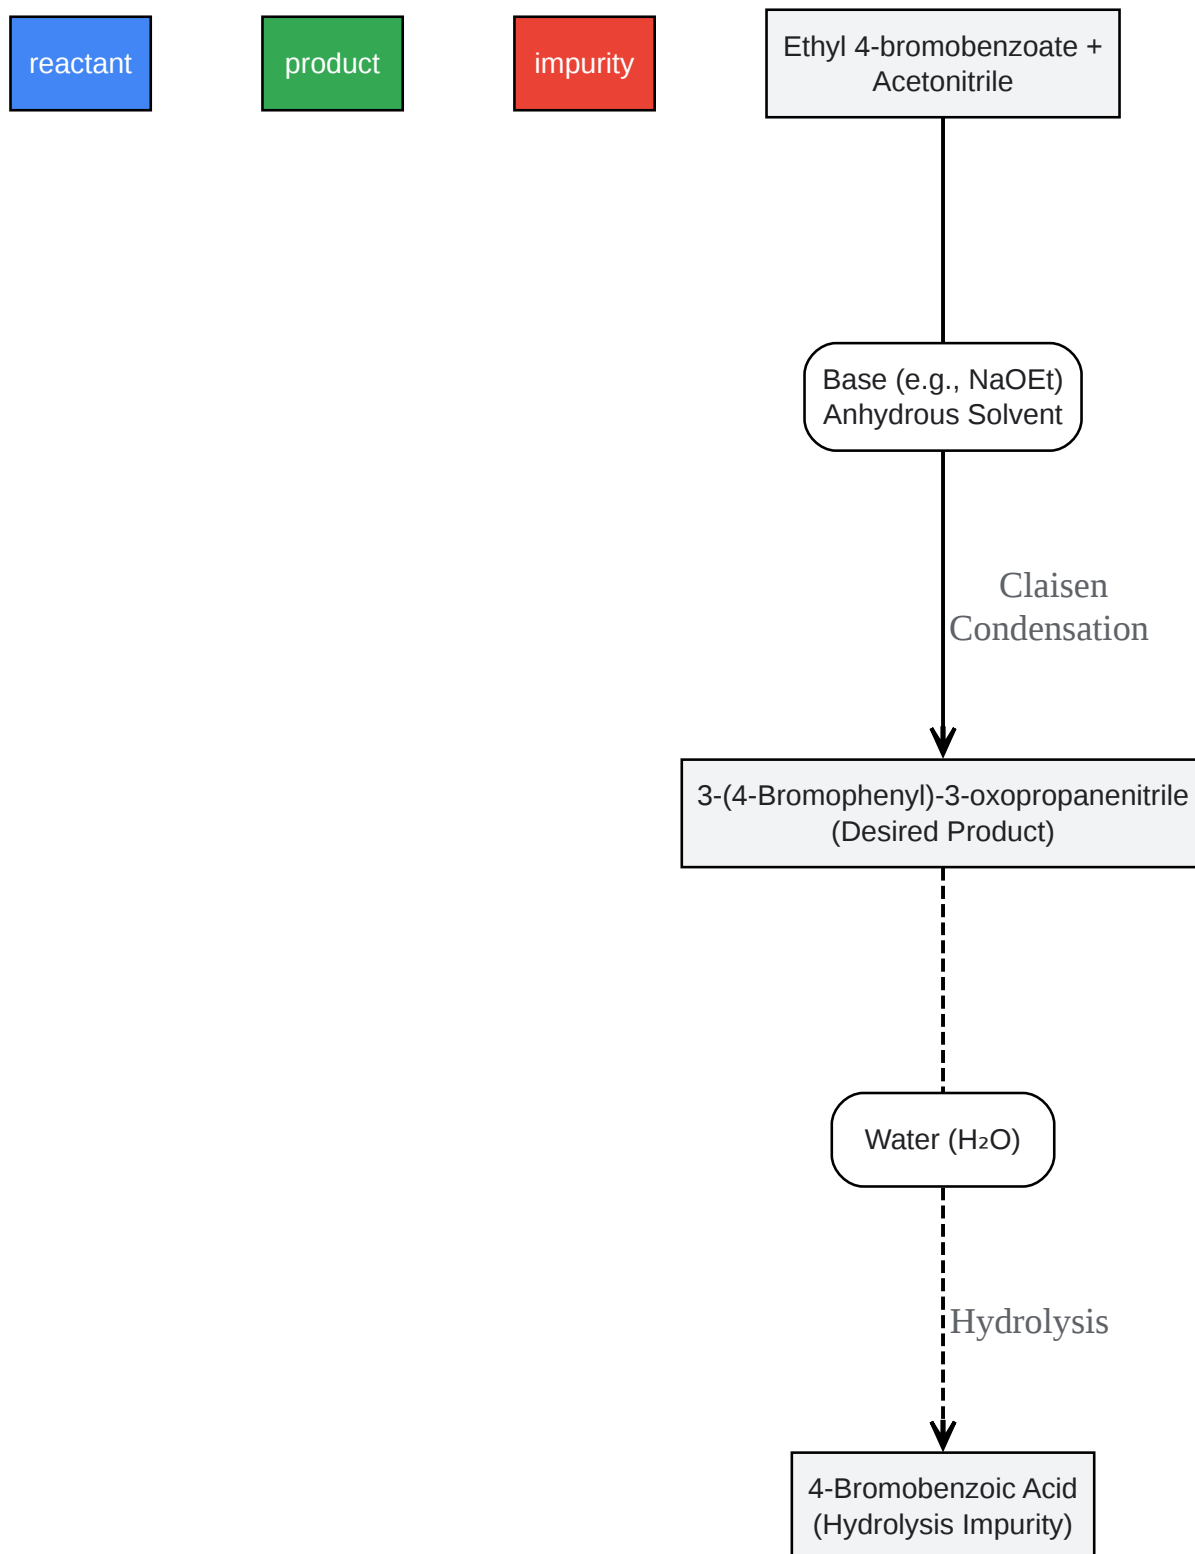 reactant
product
impurity
Ethyl 4-bromobenzoate +
Acetonitrile
Base (e.g., NaOEt)
Anhydrous Solvent
Claisen
Condensation
3-(4-Bromophenyl)-3-oxopropanenitrile
(Desired Product)
Water (H₂O)
Hydrolysis
4-Bromobenzoic Acid
(Hydrolysis Impurity)